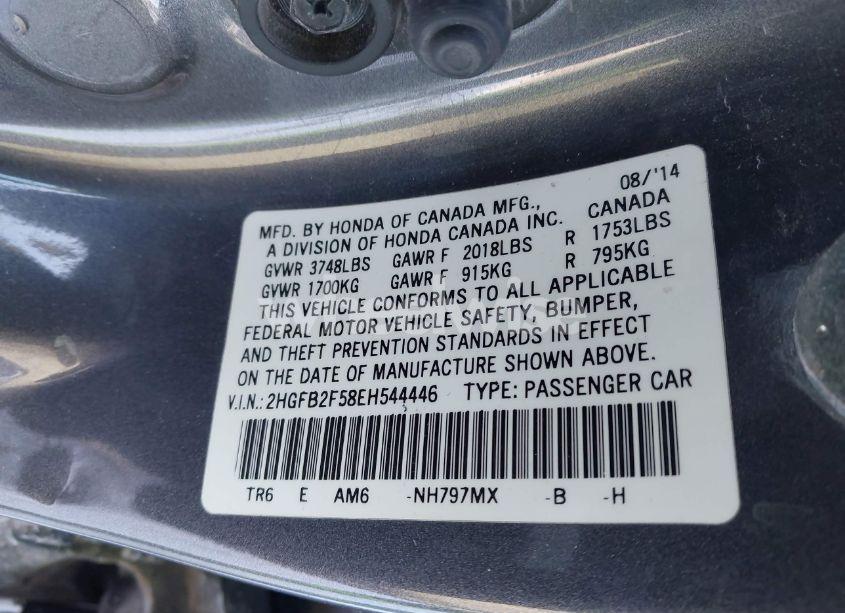 08/'14
MFD. BY HONDA OF CANADA MFG.,
A DIVISION OF HONDA CANADA INC. CANADA
GVWR 3748LBS GAWR F 2018LBS R 1753LBS
GVWR 1700KG GAWR F 915KG R 795KG
THIS VEHICLE CONFORMS TO ALL APPLICABLE
FEDERAL MOTOR VEHICLE SAFETY, BUMPER,
AND THEFT PREVENTION STANDARDS IN EFFECT
ON THE DATE OF MANUFACTURE SHOWN ABOVE.
V.I.N.: 2HGFB2F58EH544446 TYPE: PASSENGER CAR
TR6 E AM6 -NH797MX -B -H